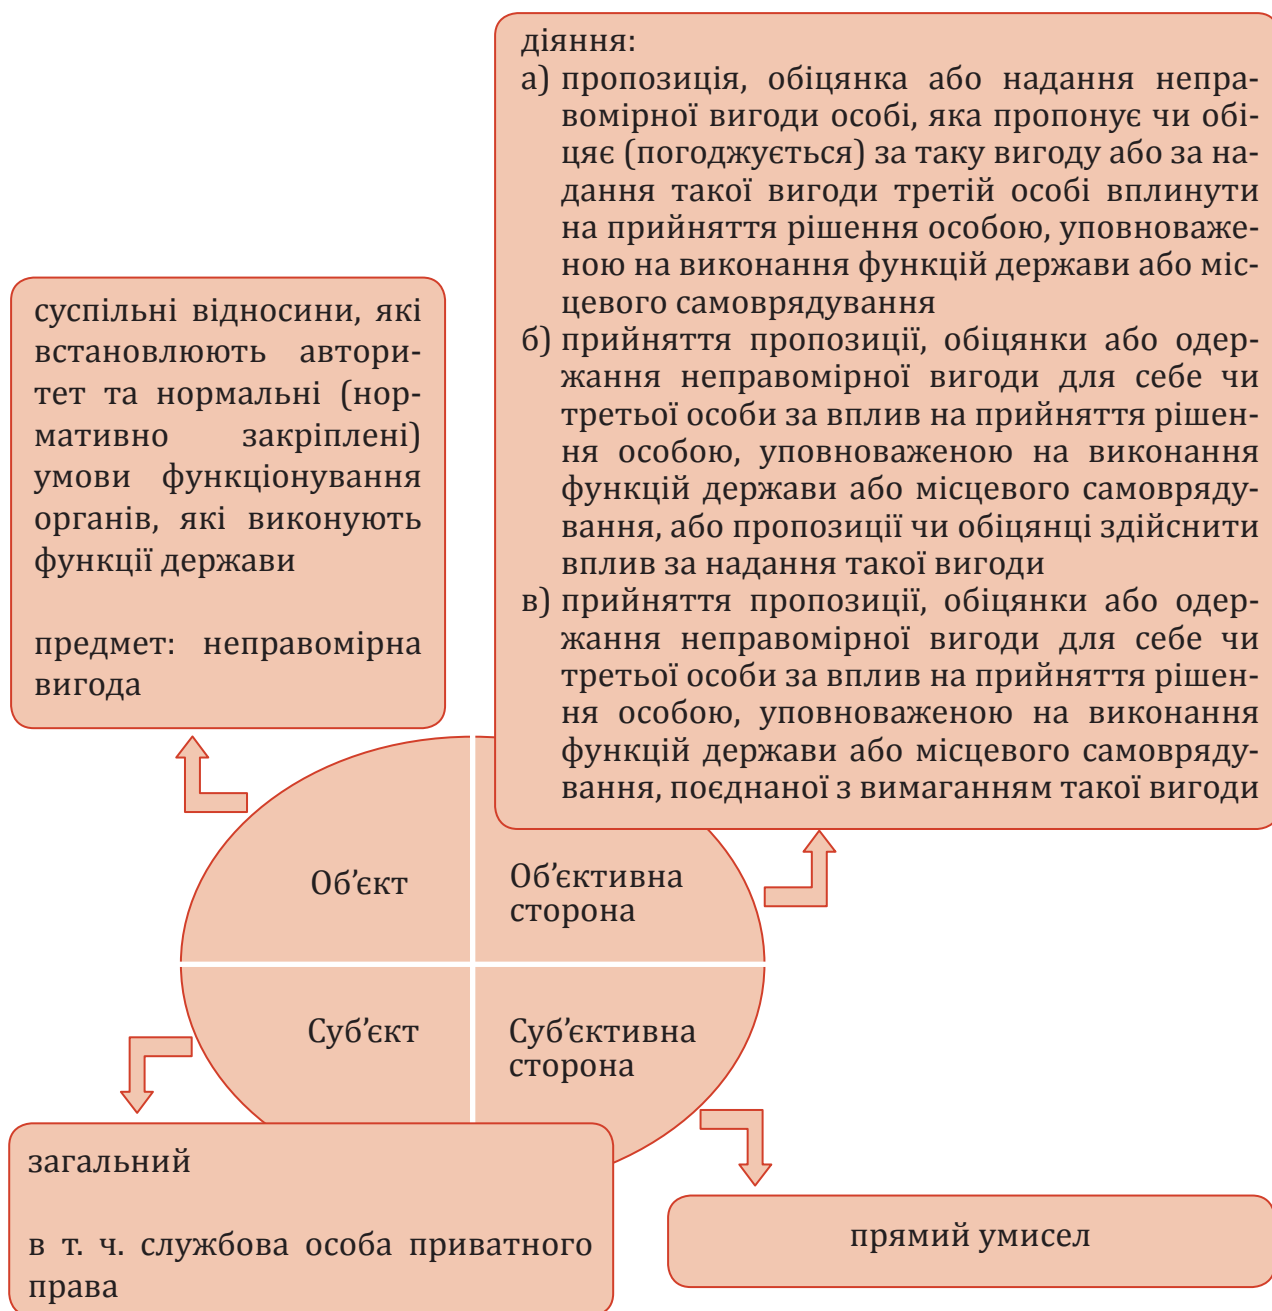 діяння:
а) пропозиція, обіцянка або надання непра-
вомірної вигоди особі, яка пропонує чи обі-
цяє (погоджується) за таку вигоду або за на-
дання такої вигоди третій особі вплинути
на прийняття рішення особою, уповноваже-
ною на виконання функцій держави або міс-
цевого самоврядування
б) прийняття пропозиції, обіцянки або одер-
жання неправомірної вигоди для себе чи
третьої особи за вплив на прийняття рішен-
ня особою, уповноваженою на виконання
функцій держави або місцевого самовряду-
вання, або пропозиції чи обіцянці здійснити
вплив за надання такої вигоди
в) прийняття пропозиції, обіцянки або одер-
жання неправомірної вигоди для себе чи
третьої особи за вплив на прийняття рішен-
ня особою, уповноваженою на виконання
функцій держави або місцевого самовряду-
вання, поєднаної з вимаганням такої вигоди
суспільні відносини, які
встановлюють автори-
тет та нормальні (нор-
мативно закріплені)
умови функціонування
органів, які виконують
функції держави
предмет: неправомірна
вигода
Об’єкт
Об’єктивна
сторона
Суб’єкт
Суб’єктивна
сторона
загальний
в т. ч. службова особа приватного
права
прямий умисел